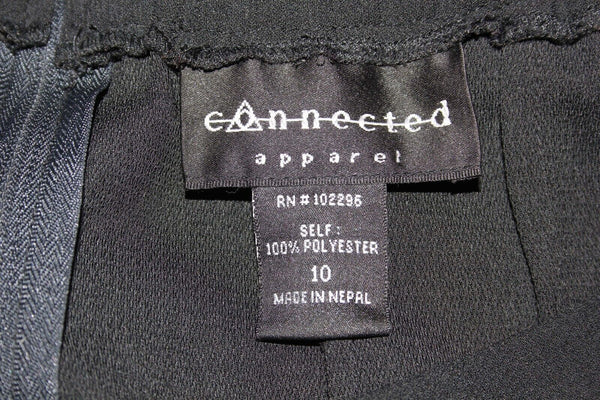 connected
apparel
RN # 102296
SELF :
100% POLYESTER
10
MADE IN NEPAL